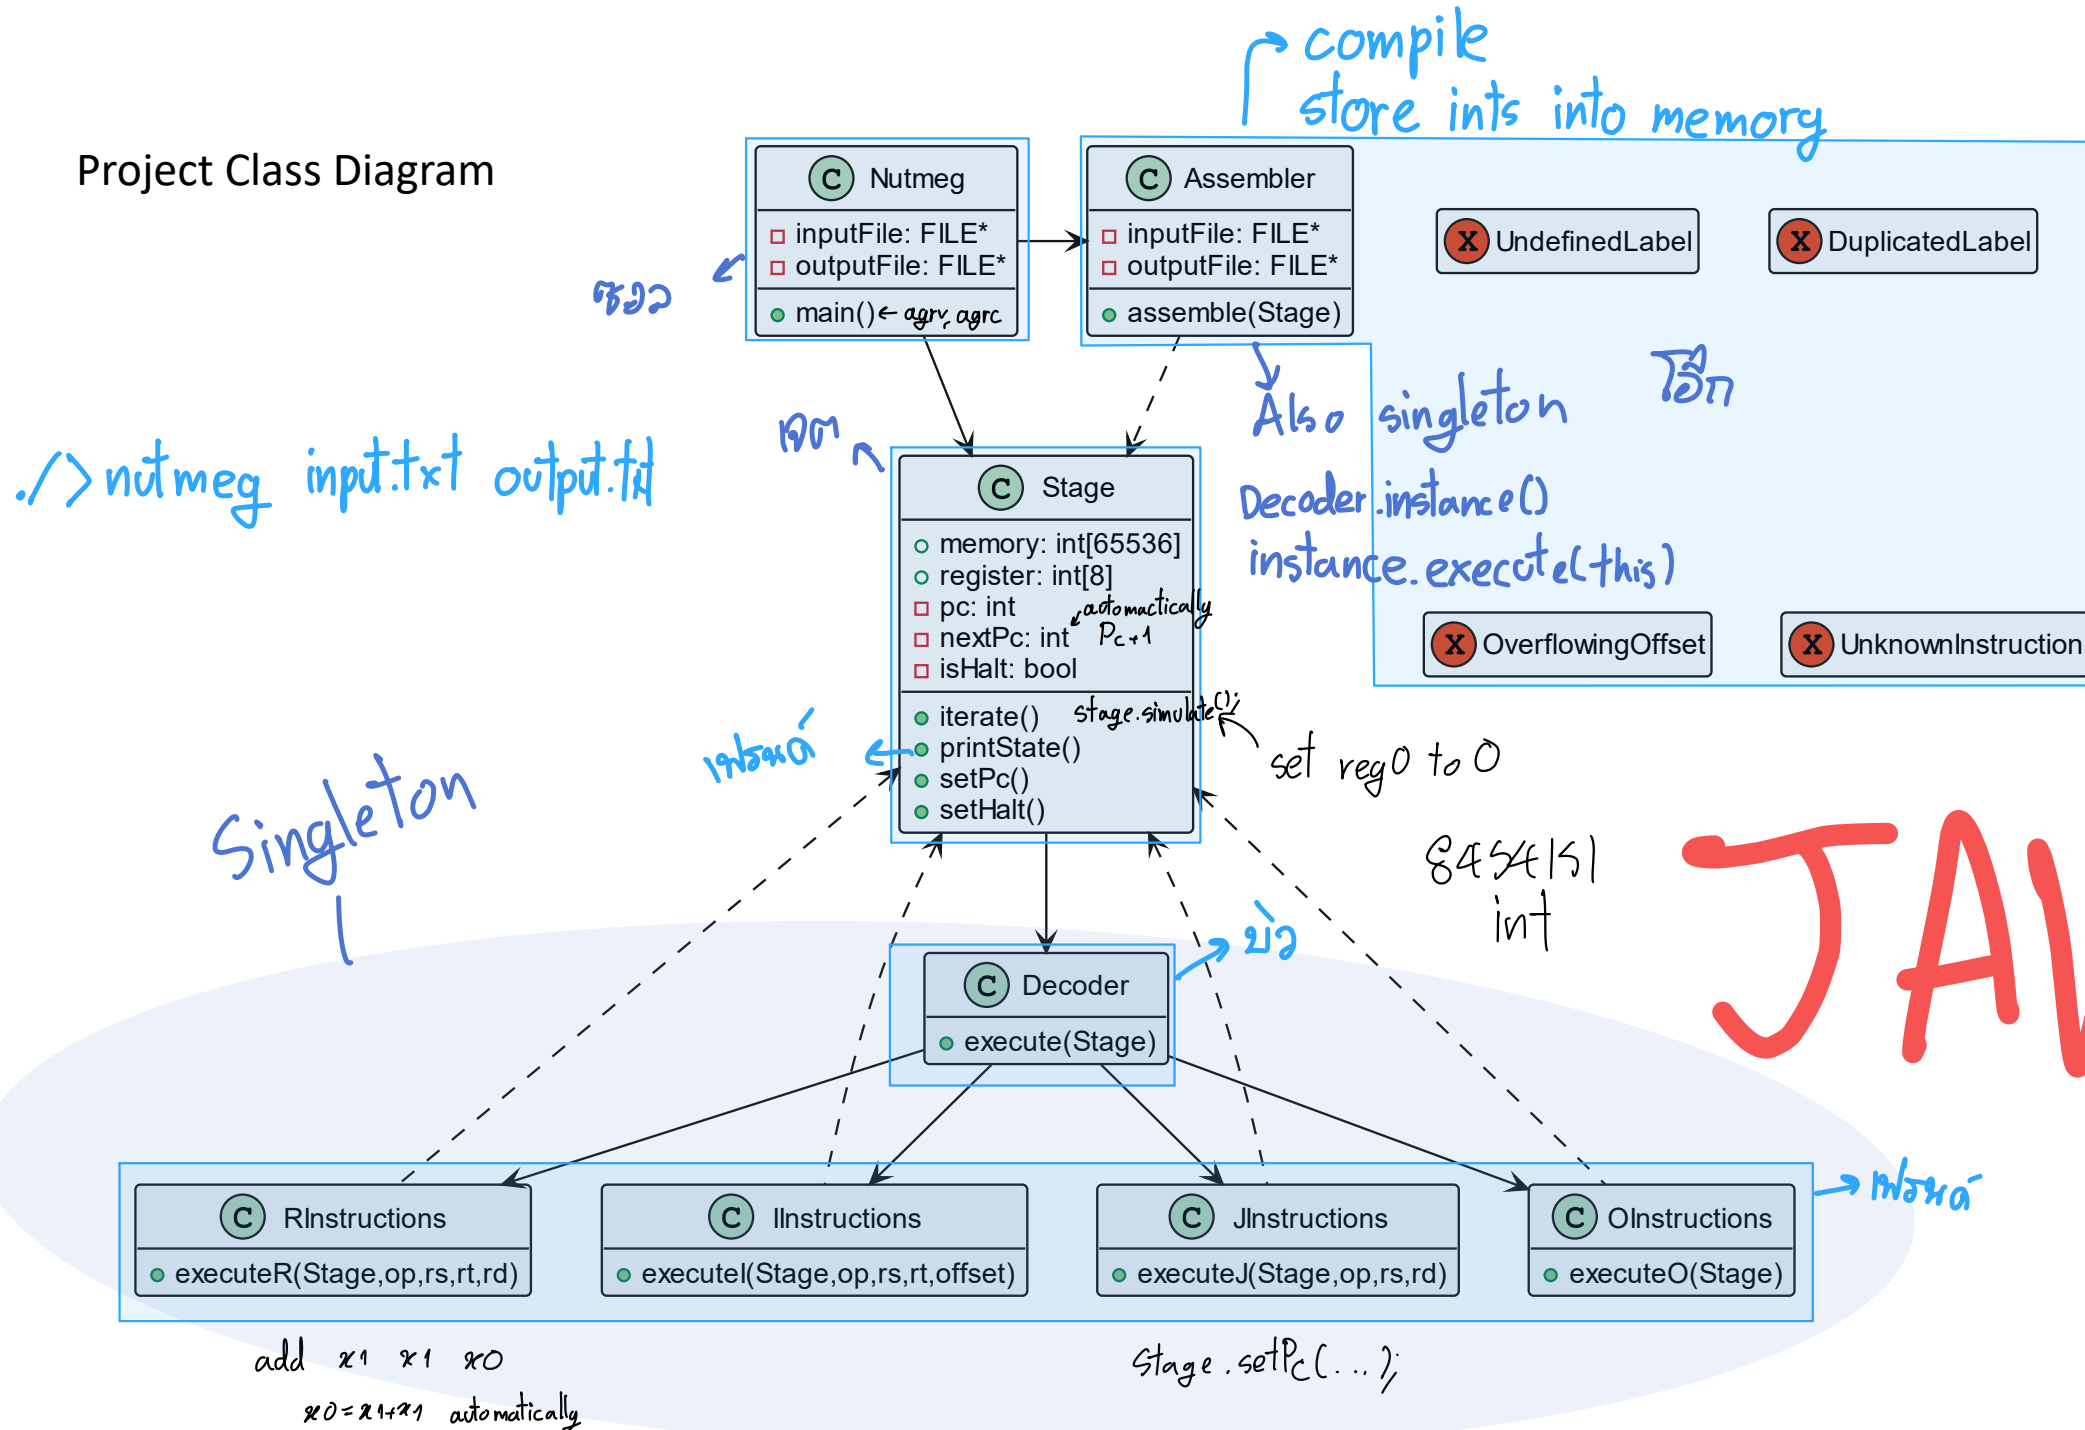 compile
store ints into memory
Project Class Diagram
C Nutmeg
inputFile: FILE*
outputFile: FILE*
main() ← agrv, agrc
C Assembler
inputFile: FILE*
outputFile: FILE*
assemble(Stage)
X UndefinedLabel
X DuplicatedLabel
Also singleton
โอ๊ก
Decoder.instance()
instance.execute(this)
X OverflowingOffset
X UnknownInstruction
./> nutmeg input.txt output.txt
C Stage
memory: int[65536]
register: int[8]
pc: int
nextPc: int
automactically
Pc+1
isHalt: bool
iterate()
stage.simulate();
printState()
setPc()
setHalt()
set reg0 to 0
Singleton
8454151
int
JAV
C Decoder
execute(Stage)
C RInstructions
executeR(Stage,op,rs,rt,rd)
C IInstructions
executeI(Stage,op,rs,rt,offset)
C JInstructions
executeJ(Stage,op,rs,rd)
C OInstructions
executeO(Stage)
add x1 x1 x0
x0=x1+x1 automatically
stage.setPc(...);